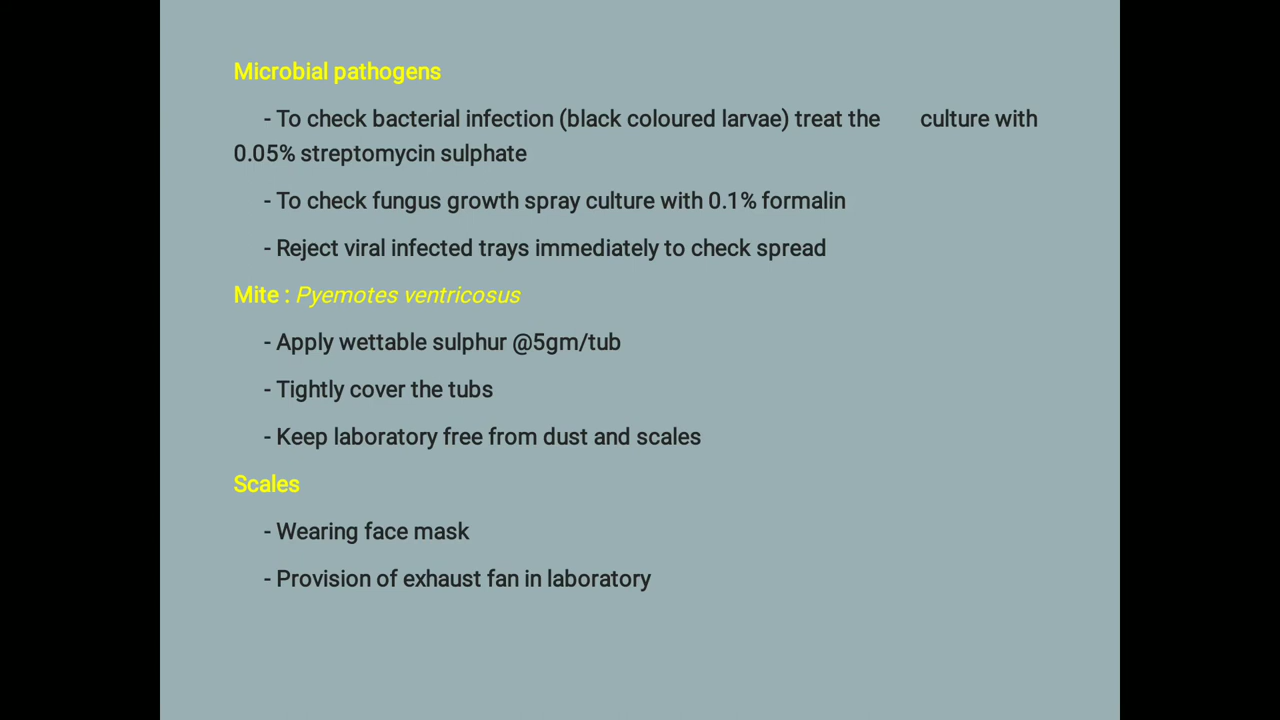 Microbial pathogens
- To check bacterial infection (black coloured larvae) treat the culture with
0.05% streptomycin sulphate
- To check fungus growth spray culture with 0.1% formalin
- Reject viral infected trays immediately to check spread
Mite : Pyemotes ventricosus
- Apply wettable sulphur @5gm/tub
- Tightly cover the tubs
- Keep laboratory free from dust and scales
Scales
- Wearing face mask
- Provision of exhaust fan in laboratory